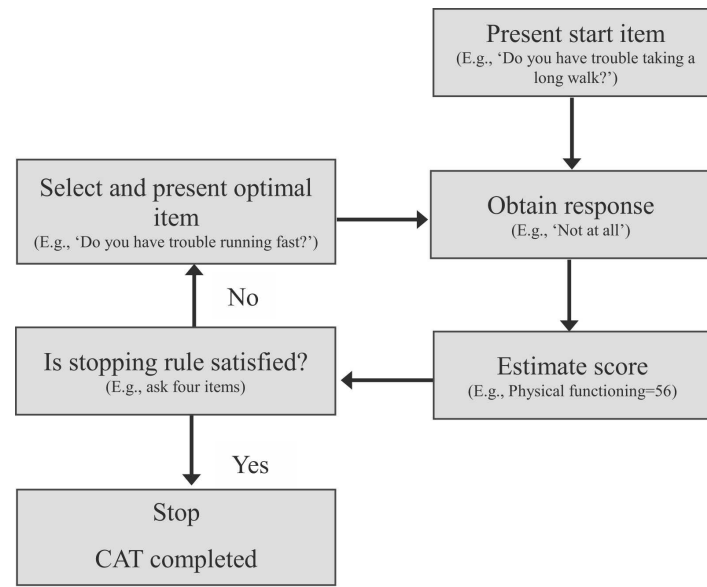 Present start item
(E.g., ‘Do you have trouble taking a
long walk?’)
Select and present optimal
item
(E.g., ‘Do you have trouble running fast?’)
Obtain response
(E.g., ‘Not at all’)
No
Is stopping rule satisfied?
(E.g., ask four items)
Estimate score
(E.g., Physical functioning=56)
Yes
Stop
CAT completed